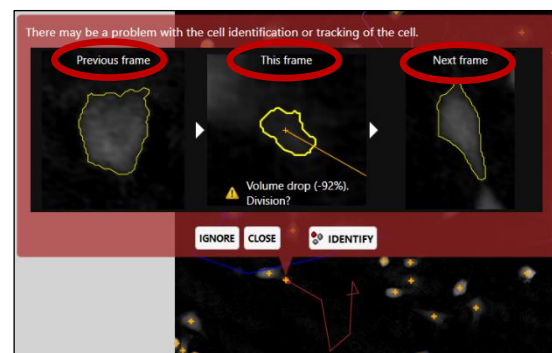 There may be a problem with the cell identification or tracking of the cell.
Previous frame
This frame
Next frame
Volume drop (-92%).
Division?
IGNORE
CLOSE
IDENTIFY